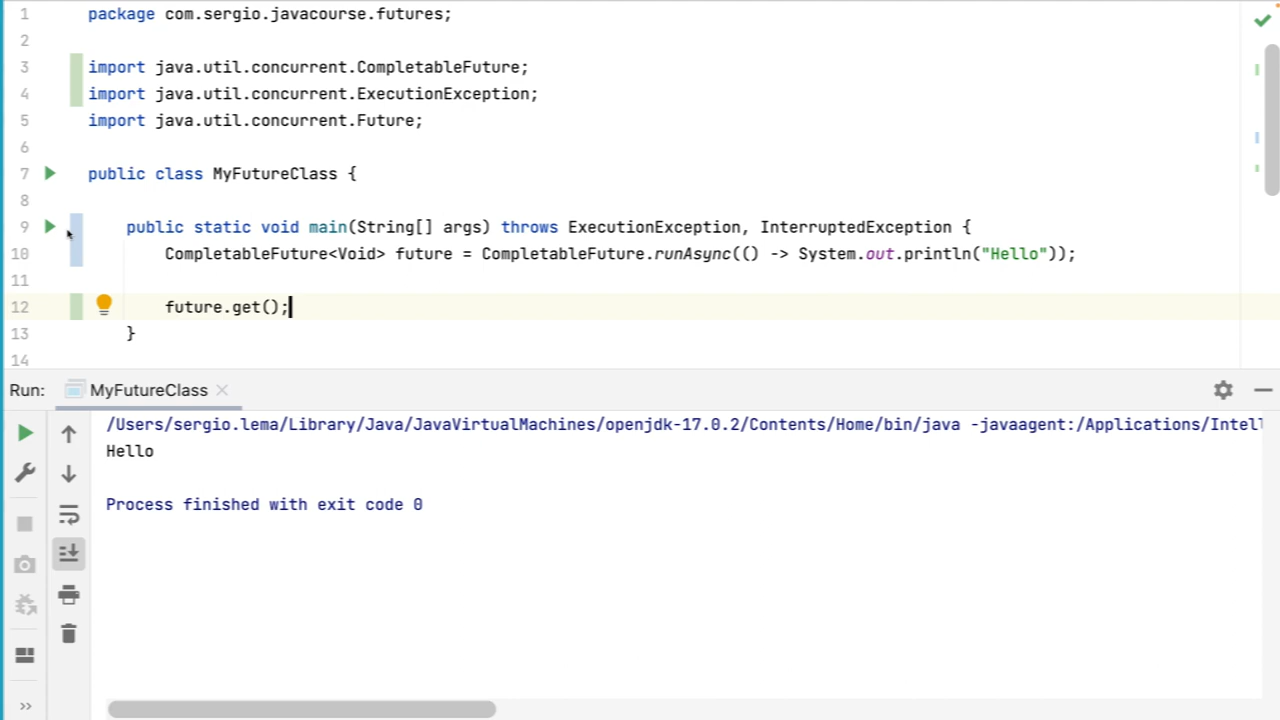 1 package com.sergio.javacourse.futures;
2
3 import java.util.concurrent.CompletableFuture;
4 import java.util.concurrent.ExecutionException;
5 import java.util.concurrent.Future;
6
7 public class MyFutureClass {
8
9 public static void main(String[] args) throws ExecutionException, InterruptedException {
10 CompletableFuture<Void> future = CompletableFuture.runAsync(() -> System.out.println("Hello"));
11
12 future.get();
13 }
14
Run: MyFutureClass
/Users/sergio.lema/Library/Java/JavaVirtualMachines/openjdk-17.0.2/Contents/Home/bin/java -javaagent:/Applications/Intell
Hello
Process finished with exit code 0